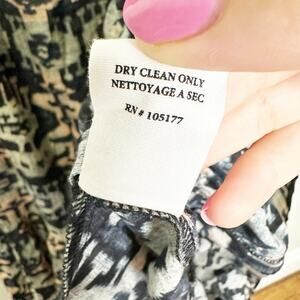 DRY CLEAN ONLY
NETTOYAGE A SEC
RN # 105177